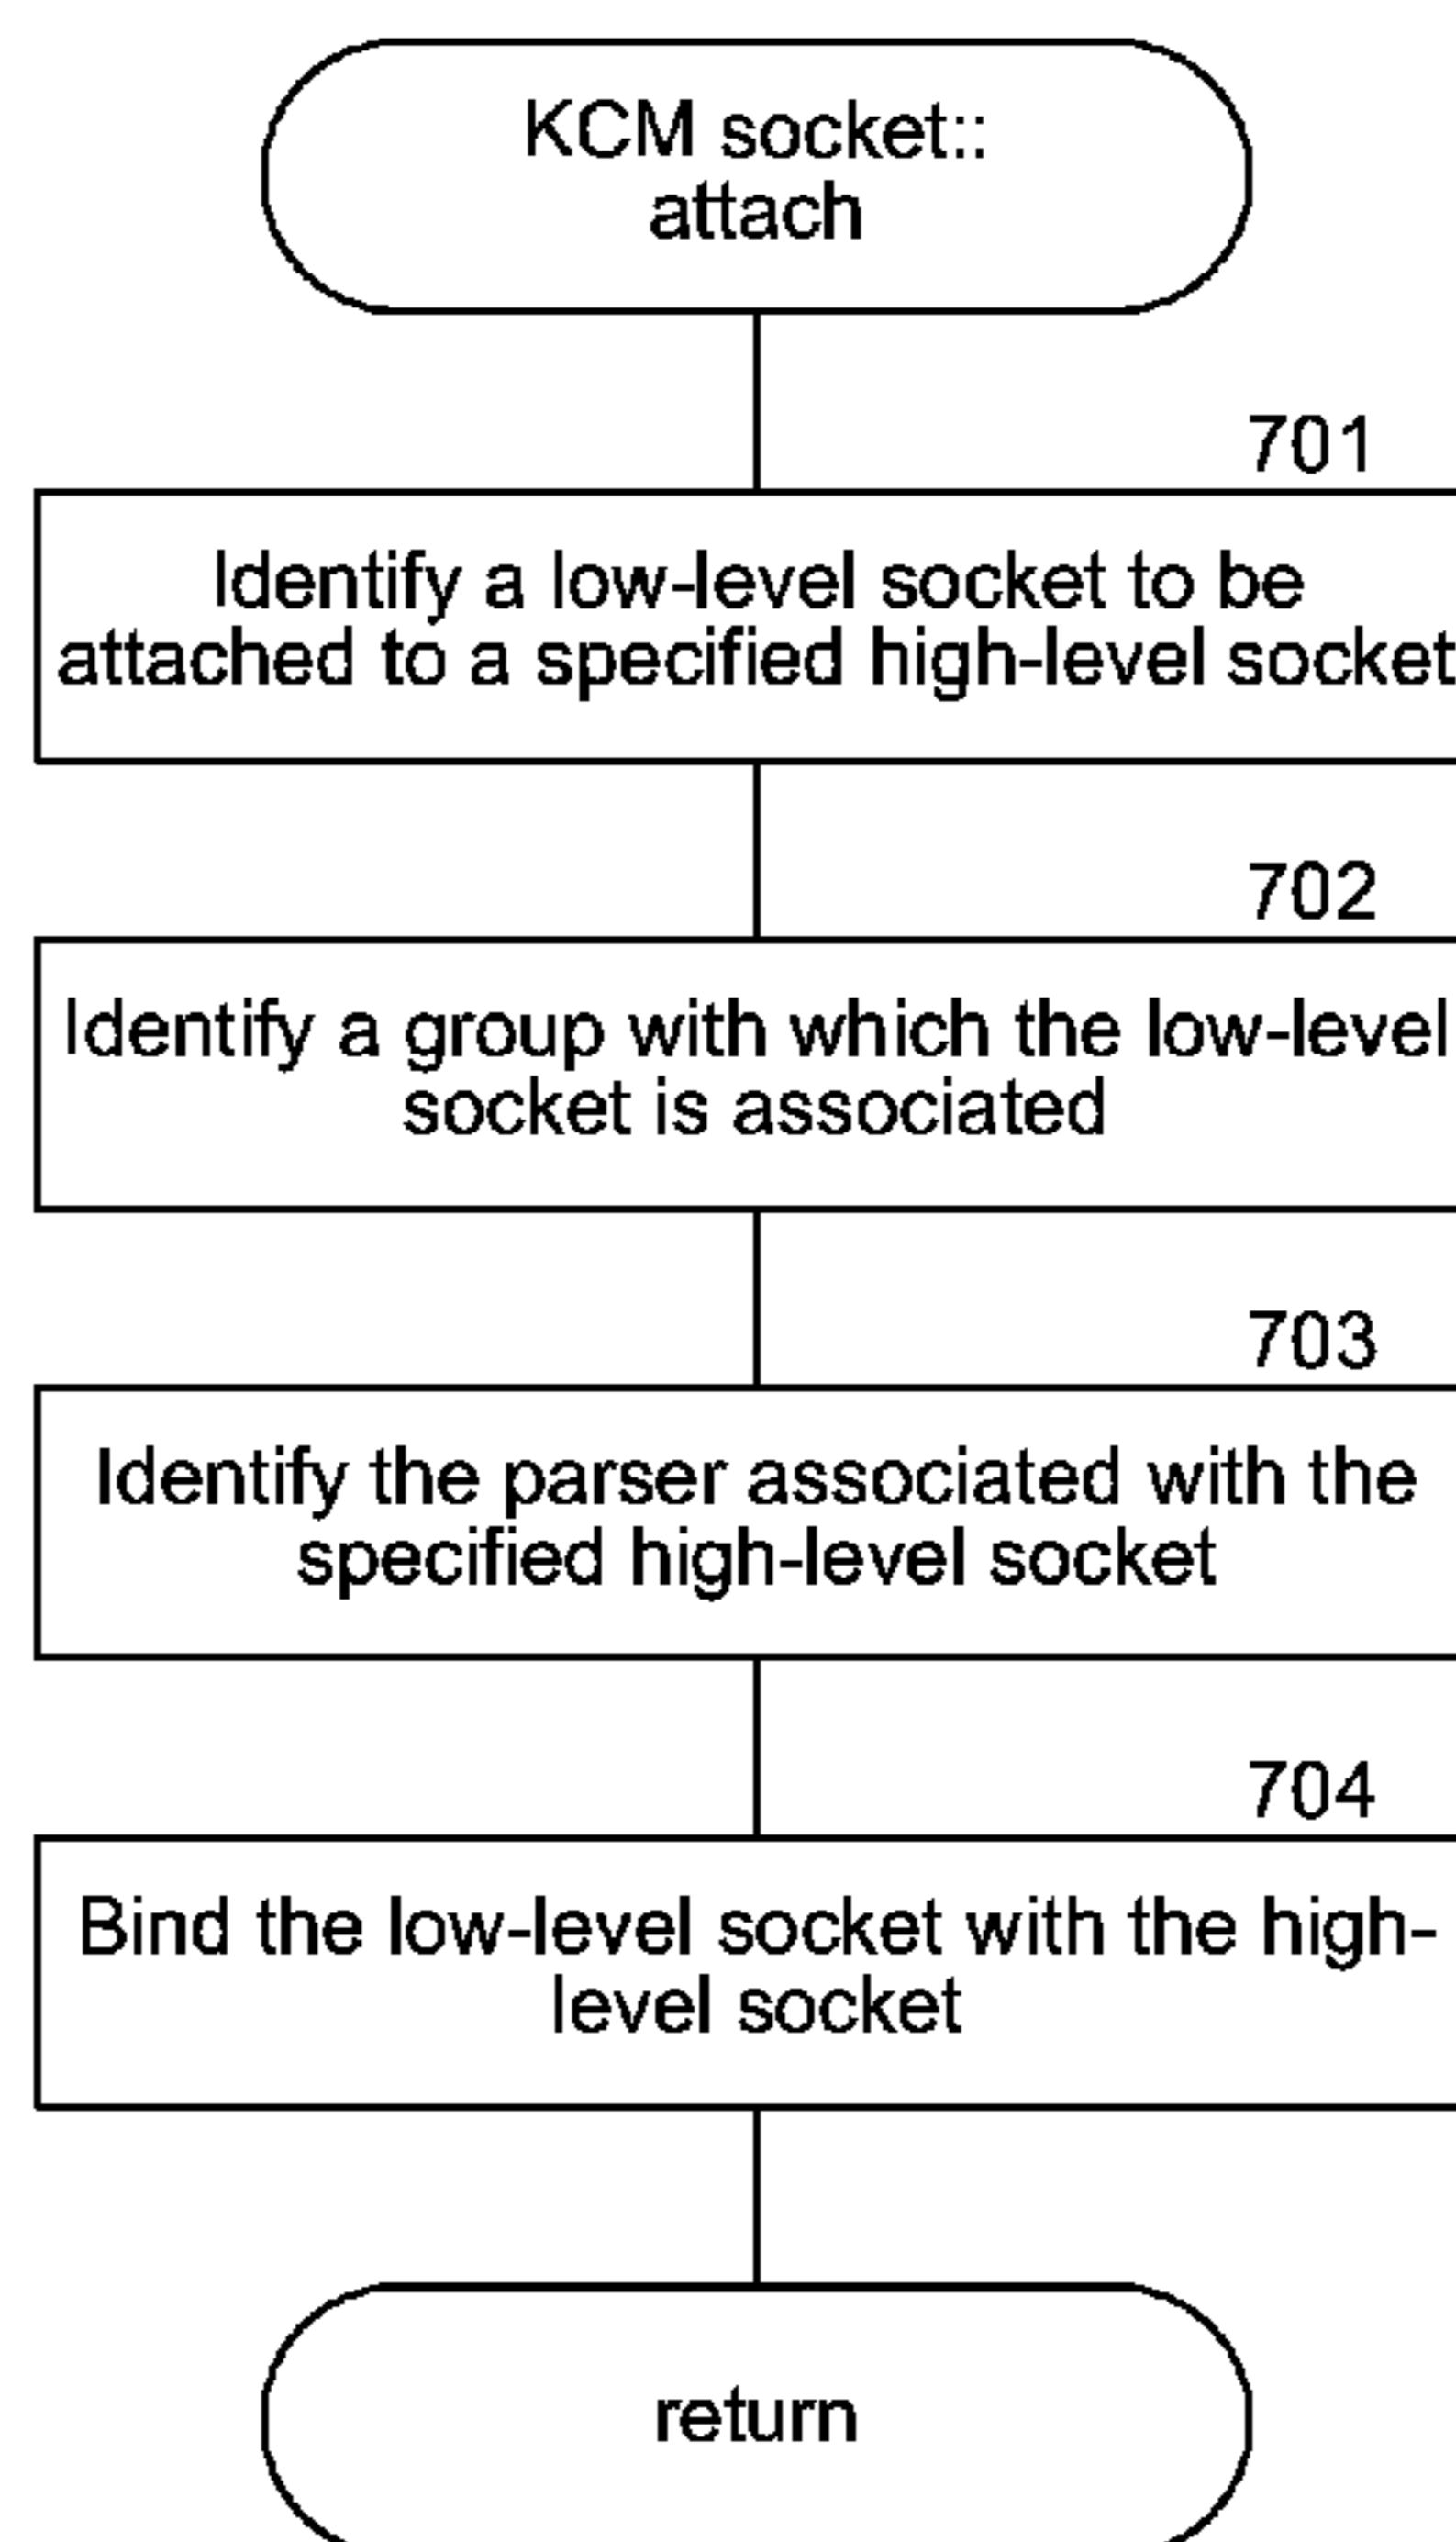 KCM socket::
attach
701
Identify a low-level socket to be
attached to a specified high-level socket
702
Identify a group with which the low-level
socket is associated
703
Identify the parser associated with the
specified high-level socket
704
Bind the low-level socket with the high-
level socket
return